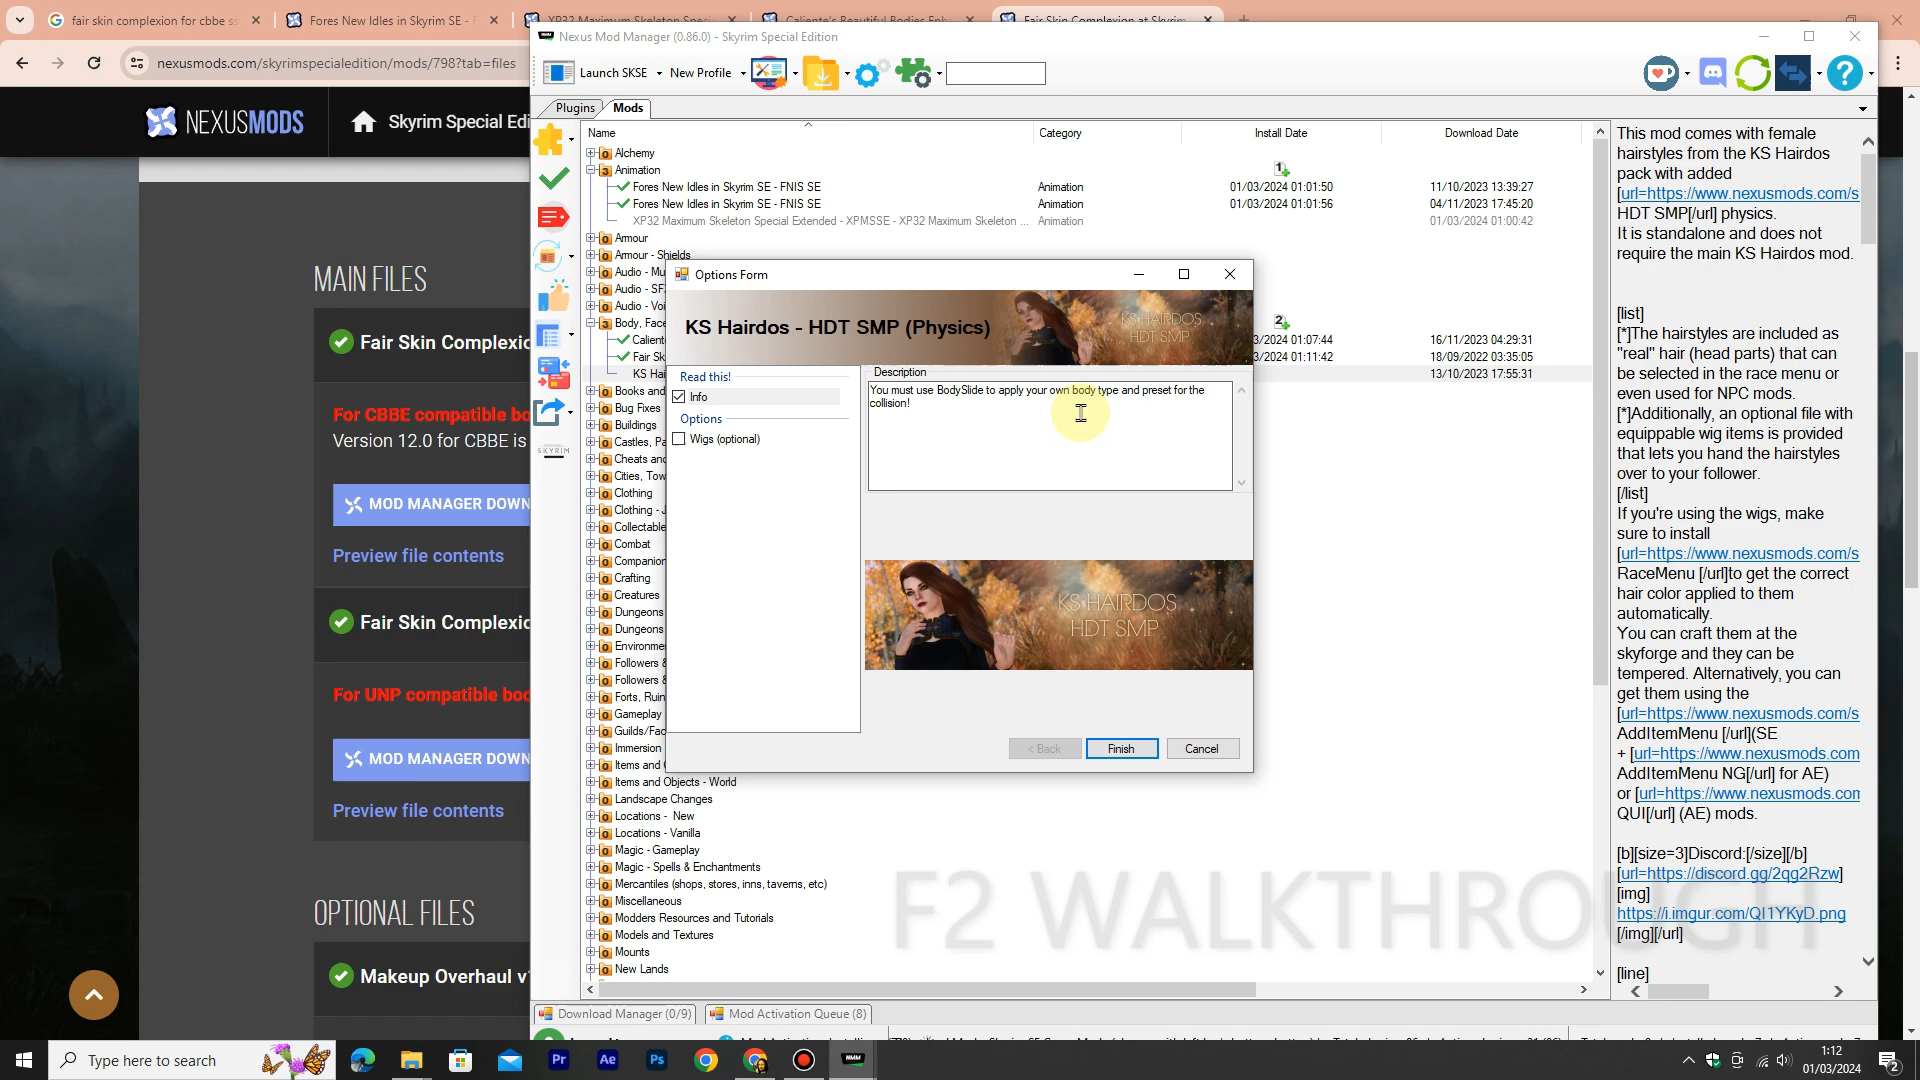 fair skin complexion for cbbe ss
Fores New Idles in Skyrim SE - F
XP32 Maximum Skeleton Speci
Caliente's Beautiful Bodies Enha
Fair Skin Complexion at Skyrim
nexusmods.com/skyrimspecialedition/mods/798?tab=files
NEXUSMODS
Skyrim Special Edi
MAIN FILES
Fair Skin Complexio
For CBBE compatible bo
Version 12.0 for CBBE is
MOD MANAGER DOWN
Preview file contents
Fair Skin Complexio
For UNP compatible bod
MOD MANAGER DOWN
Preview file contents
OPTIONAL FILES
Makeup Overhaul v
Nexus Mod Manager (0.86.0) - Skyrim Special Edition
Launch SKSE
New Profile
Plugins
Mods
Name
Category
Install Date
Download Date
Alchemy
Animation
1
Fores New Idles in Skyrim SE - FNIS SE
Animation
01/03/2024 01:01:50
11/10/2023 13:39:27
Fores New Idles in Skyrim SE - FNIS SE
Animation
01/03/2024 01:01:56
04/11/2023 17:45:20
XP32 Maximum Skeleton Special Extended - XPMSSE - XP32 Maximum Skeleton ...
Animation
01/03/2024 01:00:42
Armour
Armour - Shields
Audio - Mu
Audio - SF
Audio - Voi
Body, Face
2
Calient
3/2024 01:07:44
16/11/2023 04:29:31
Fair Sk
3/2024 01:11:42
18/09/2022 03:35:05
KS Hai
13/10/2023 17:55:31
Books and
Bug Fixes
Buildings
Castles, Pa
Cheats and
Cities, Tow
Clothing
Clothing - J
Collectable
Combat
Companion
Crafting
Creatures
Dungeons
Dungeons
Environme
Followers &
Followers &
Forts, Ruin
Gameplay
Guilds/Fac
Immersion
Items and
Items and Objects - World
Landscape Changes
Locations - New
Locations - Vanilla
Magic - Gameplay
Magic - Spells & Enchantments
Mercantiles (shops, stores, inns, taverns, etc)
Miscellaneous
Modders Resources and Tutorials
Models and Textures
Mounts
New Lands
SKYRIM
Options Form
KS Hairdos - HDT SMP (Physics)
KS HAIRDOS
HDT SMP
Read this!
Info
Options
Wigs (optional)
Description
You must use BodySlide to apply your own body type and preset for the
collision!
KS HAIRDOS
HDT SMP
< Back
Finish
Cancel
This mod comes with female
hairstyles from the KS Hairdos
pack with added
[url=https://www.nexusmods.com/s
HDT SMP[/url] physics.
It is standalone and does not
require the main KS Hairdos mod.
[list]
[*]The hairstyles are included as
"real" hair (head parts) that can
be selected in the race menu or
even used for NPC mods.
[*]Additionally, an optional file with
equippable wig items is provided
that lets you hand the hairstyles
over to your follower.
[/list]
If you're using the wigs, make
sure to install
[url=https://www.nexusmods.com/s
RaceMenu [/url]to get the correct
hair color applied to them
automatically.
You can craft them at the
skyforge and they can be
tempered. Alternatively, you can
get them using the
[url=https://www.nexusmods.com/s
AddItemMenu [/url](SE
+ [url=https://www.nexusmods.com
AddItemMenu NG[/url] for AE)
or [url=https://www.nexusmods.com
QUI[/url] (AE) mods.
[b][size=3]Discord:[/size][/b]
[url=https://discord.gg/2qg2Rzw]
[img]
https://i.imgur.com/QI1YKyD.png
[/img][/url]
[line]
F2 WALKTHROUGH
Download Manager (0/9)
Mod Activation Queue (8)
Type here to search
Pr
Ae
Ps
NMM
1:12
01/03/2024
2